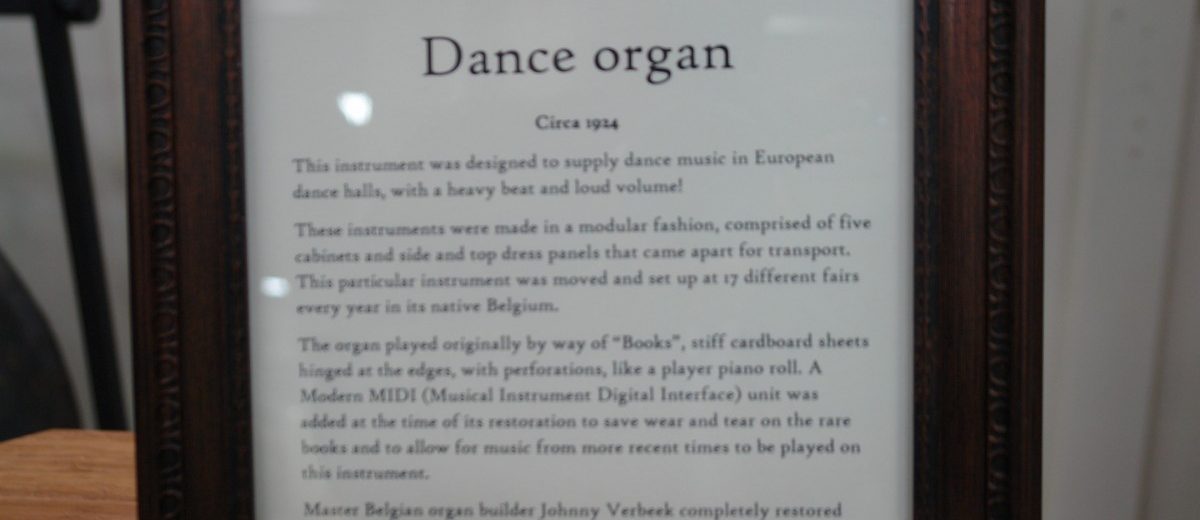 Dance organ
Circa 1924
This instrument was designed to supply dance music in European
dance halls, with a heavy beat and loud volume!
These instruments were made in a modular fashion, comprised of five
cabinets and side and top dress panels that came apart for transport.
This particular instrument was moved and set up at 17 different fairs
every year in its native Belgium.
The organ played originally by way of "Books", stiff cardboard sheets
hinged at the edges, with perforations, like a player piano roll. A
Modern MIDI (Musical Instrument Digital Interface) unit was
added at the time of its restoration to save wear and tear on the rare
books and to allow for music from more recent times to be played on
this instrument.
Master Belgian organ builder Johnny Verbeek completely restored